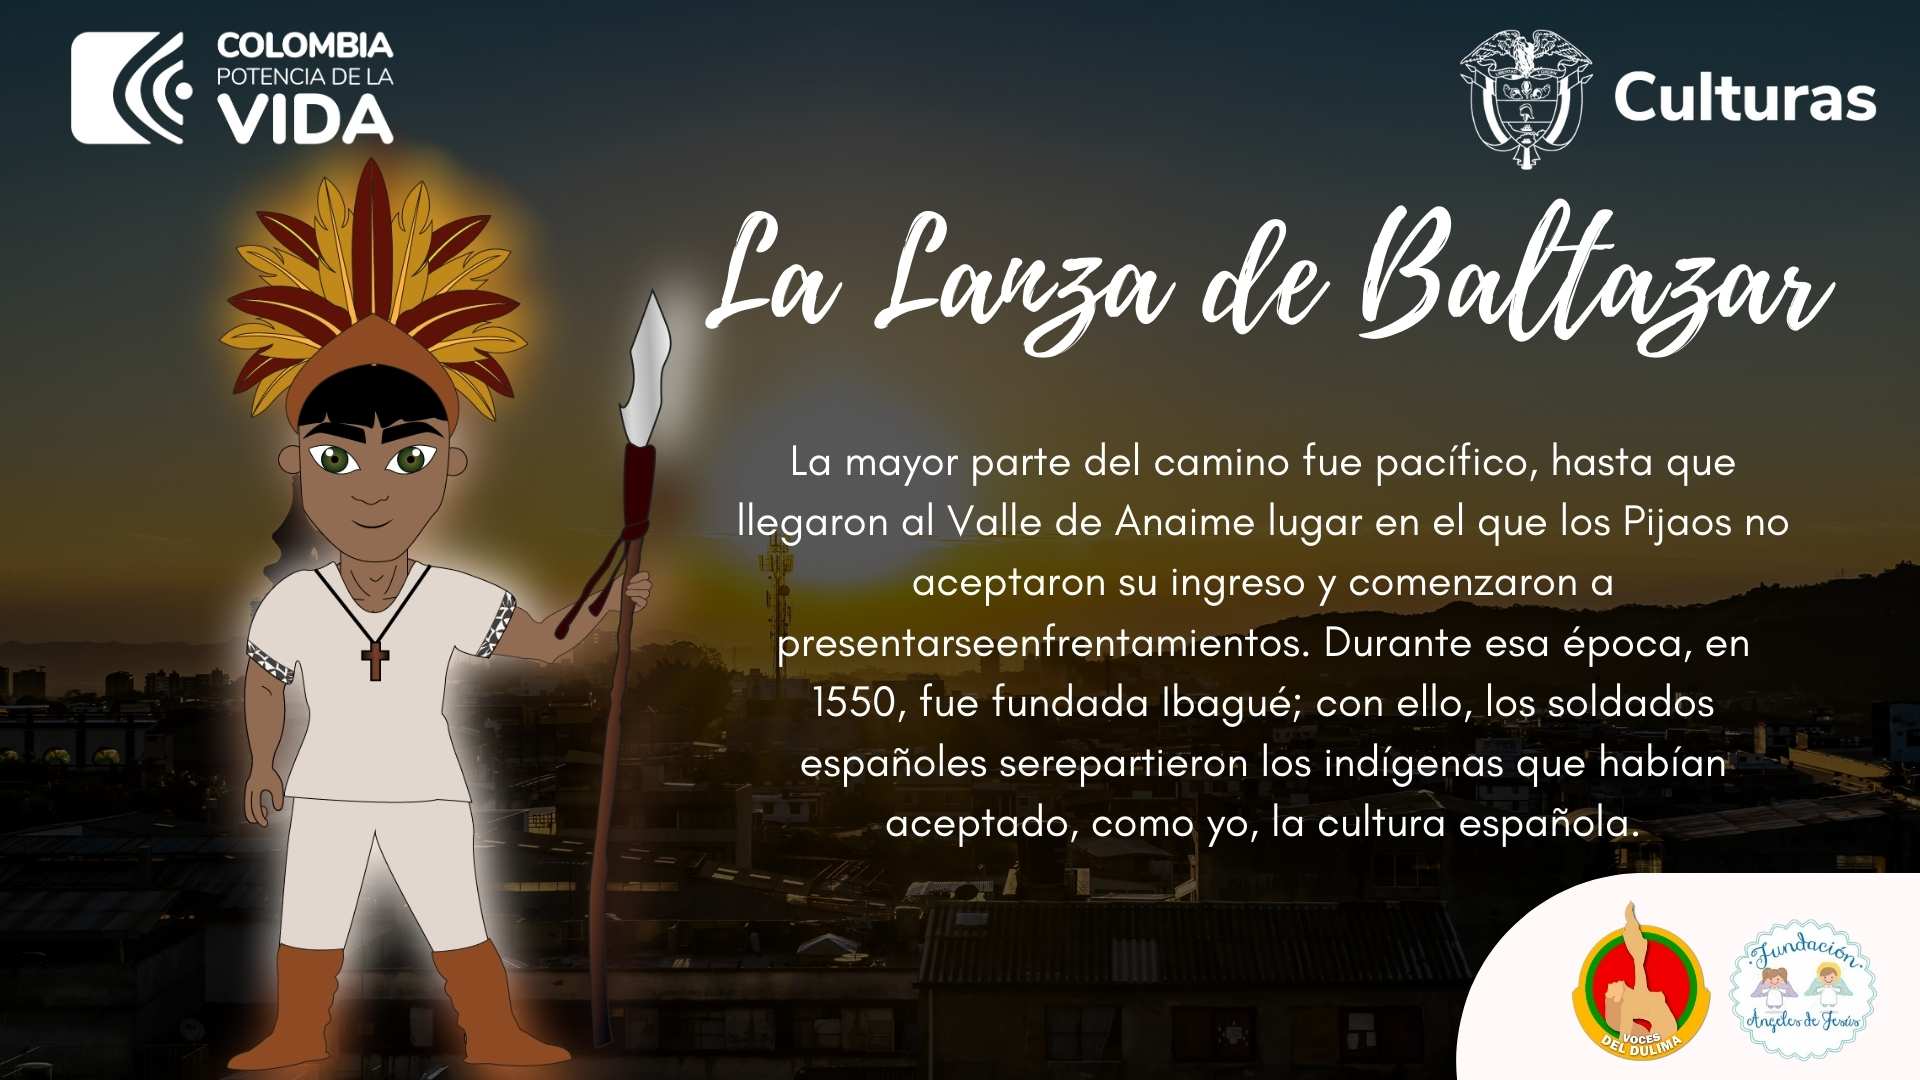 COLOMBIA
POTENCIA DE LA
VIDA
Culturas
La Lanza de Baltazar
La mayor parte del camino fue pacífico, hasta que
llegaron al Valle de Anaime lugar en el que los Pijaos no
aceptaron su ingreso y comenzaron a
presentarseenfrentamientos. Durante esa época, en
1550, fue fundada Ibagué; con ello, los soldados
españoles serepartieron los indígenas que habían
aceptado, como yo, la cultura española.
VOCES
DEL DULIMA
Fundación
Angeles de Jesús